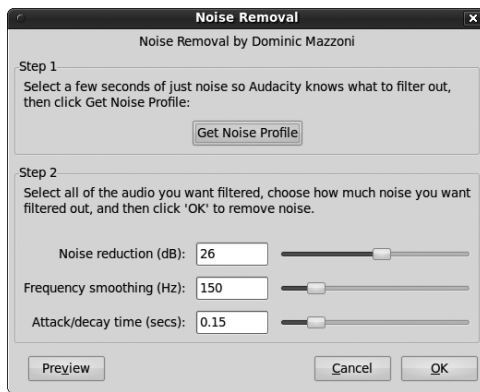 Noise Removal
Noise Removal by Dominic Mazzoni
Step 1
Select a few seconds of just noise so Audacity knows what to filter out,
then click Get Noise Profile:
Get Noise Profile
Step 2
Select all of the audio you want filtered, choose how much noise you want
filtered out, and then click 'OK' to remove noise.
Noise reduction (dB): 26
Frequency smoothing (Hz): 150
Attack/decay time (secs): 0.15
Preview Cancel OK